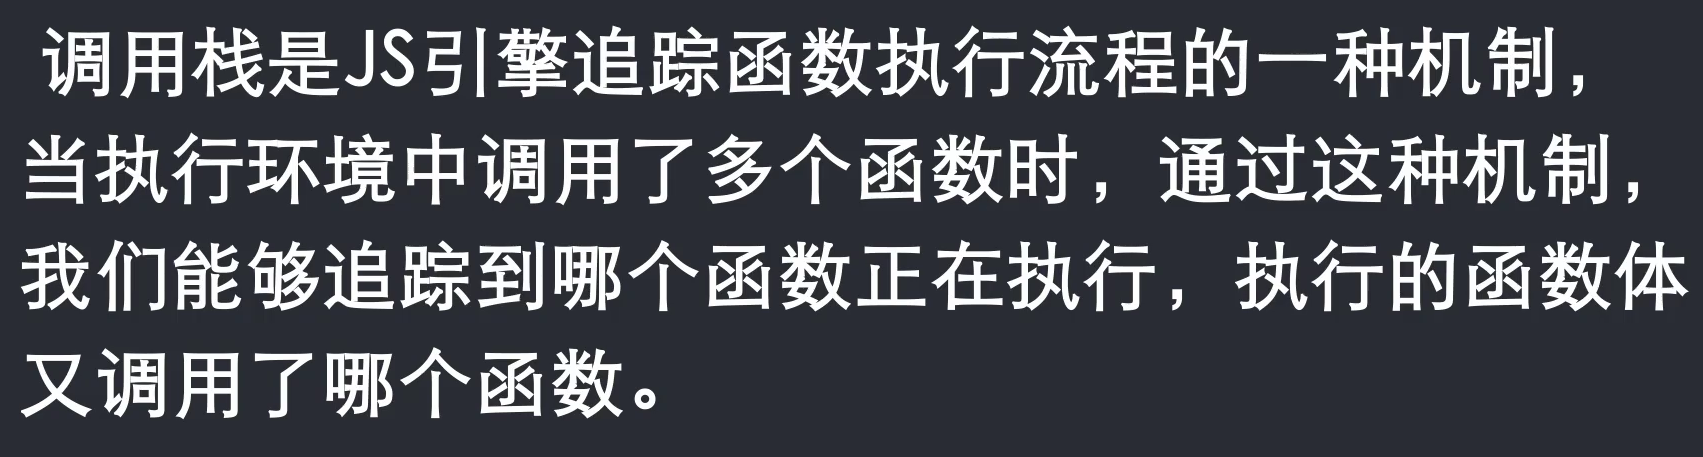 调用栈是JS引擎追踪函数执行流程的一种机制，
当执行环境中调用了多个函数时，通过这种机制，
我们能够追踪到哪个函数正在执行，执行的函数体
又调用了哪个函数。